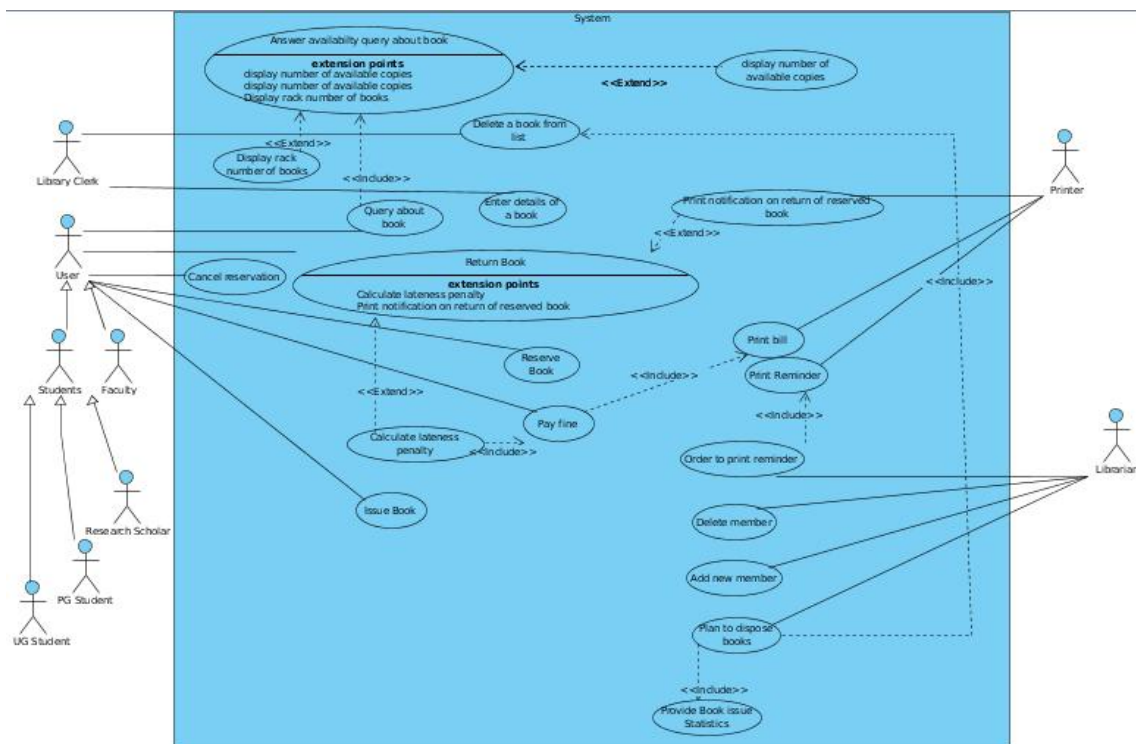 System
Answer availabilty query about book
extension points
display number of available copies
display number of available copies
Display rack number of books
<<Extend>>
display number of
available copies
Delete a book from
list
Library Clerk
<<Extend>>
Display rack
number of books
<<Include>>
Printer
Query about
book
Enter details of
a book
Print notification on return of reserved
book
<<Extend>>
User
Cancel reservation
Return Book
extension points
Calculate lateness penalty
Print notification on return of reserved book
<<Include>>
Print bill
Students
Faculty
Reserve
Book
Print Reminder
<<Include>>
<<Extend>>
Pay fine
<<Include>>
Calculate lateness
penalty
<<Include>>
Order to print reminder
Librarian
Research Scholar
Issue Book
Delete member
PG Student
Add new member
UG Student
Plan to dispose
books
<<Include>>
Provide Book issue
Statistics